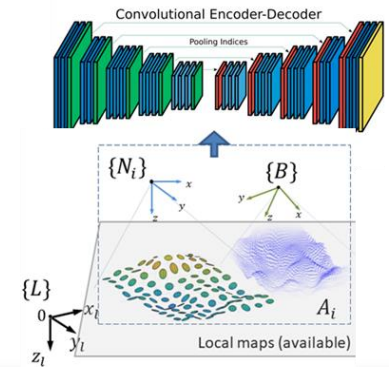 Convolutional Encoder-Decoder
Pooling Indices
{N_i} {B}
x y
y z x
z
{L}
0 x_l
y_l
z_l
A_i
Local maps (available)